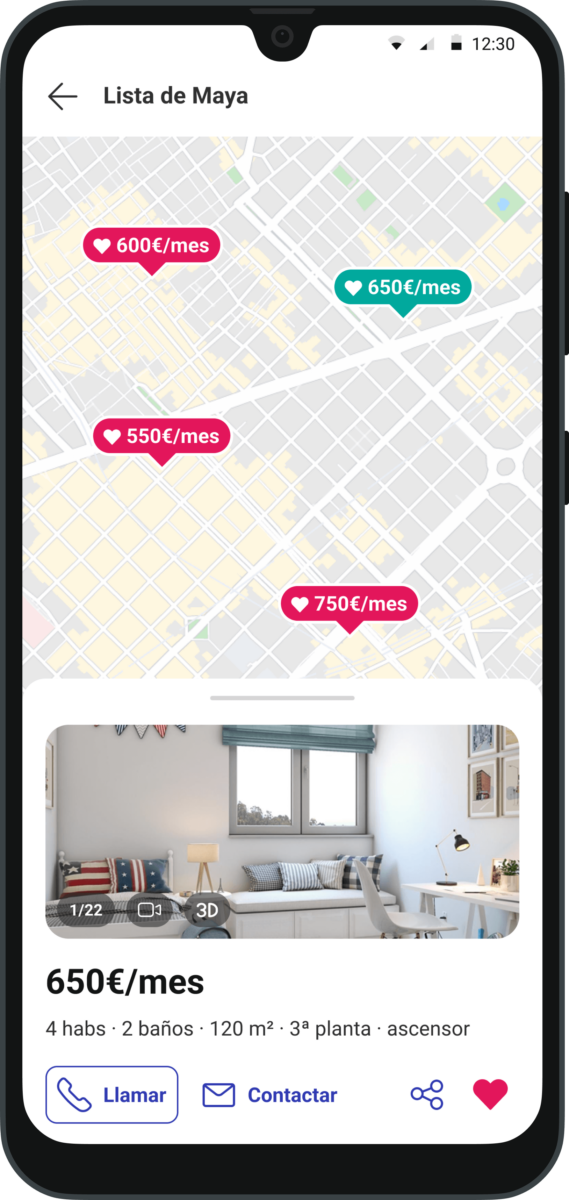 12:30
Lista de Maya
600€/mes
650€/mes
550€/mes
750€/mes
1/22
3D
650€/mes
4 habs · 2 baños · 120 m² · 3ª planta · ascensor
Llamar
Contactar